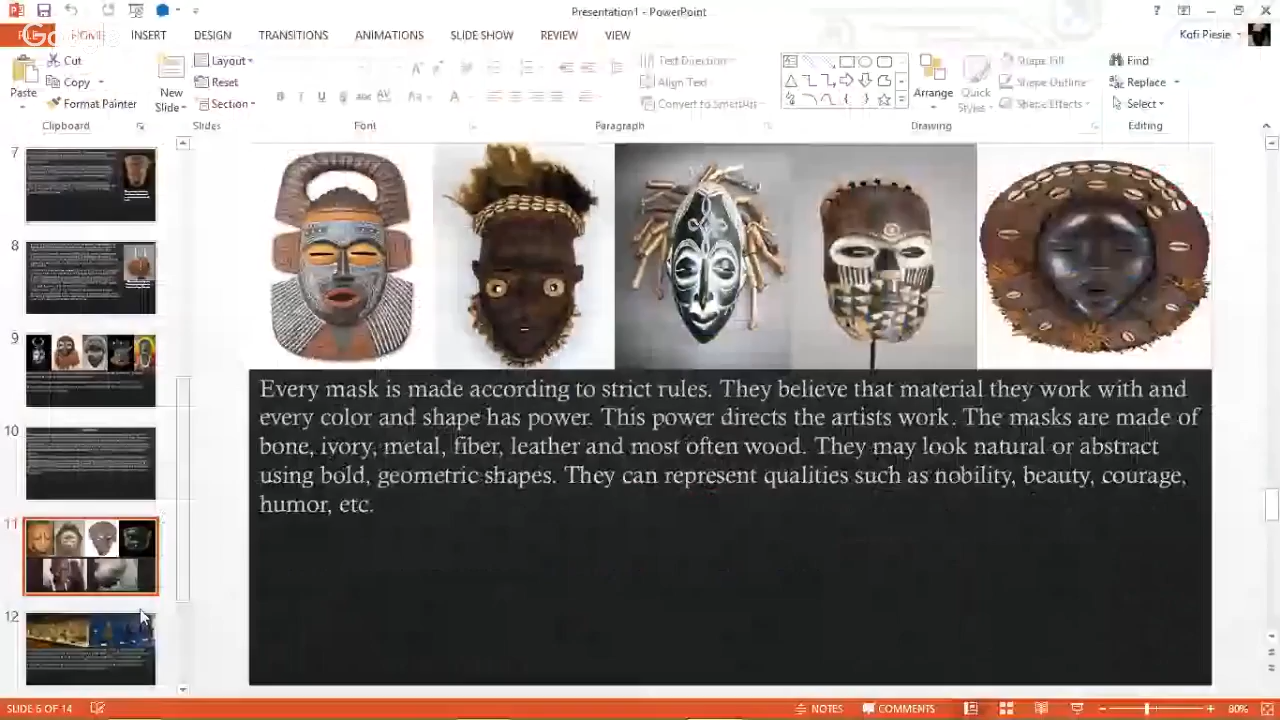 Presentation1 - PowerPoint
HOME INSERT DESIGN TRANSITIONS ANIMATIONS SLIDE SHOW REVIEW VIEW
Kofi Piesie
Paste
Cut
Copy
Format Painter
New Slide
Layout
Reset
Section
B I U S abc AV Aa A
Text Direction
Align Text
Convert to SmartArt
Arrange
Quick Styles
Shape Fill
Shape Outline
Shape Effects
Find
Replace
Select
Clipboard Slides Font Paragraph Drawing Editing
7
8
9
10
11
12
Every mask is made according to strict rules. They believe that material they work with and
every color and shape has power. This power directs the artists work. The masks are made of
bone, ivory, metal, fiber, leather and most often wood. They may look natural or abstract
using bold, geometric shapes. They can represent qualities such as nobility, beauty, courage,
humor, etc.
NOTES COMMENTS 80%